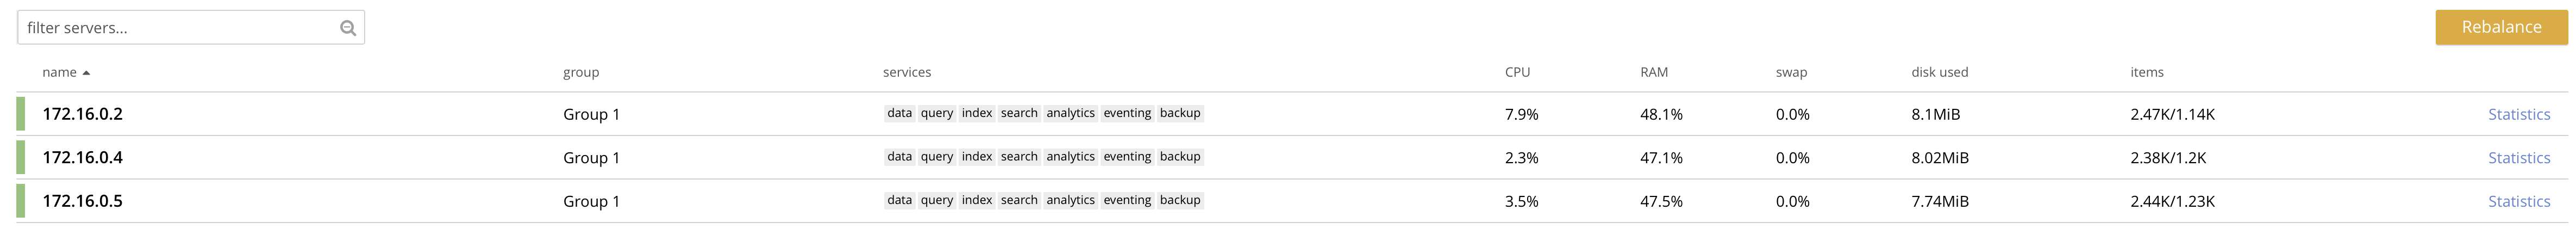 filter servers... Rebalance
name group services CPU RAM swap disk used items
172.16.0.2 Group 1 data query index search analytics eventing backup 7.9% 48.1% 0.0% 8.1MiB 2.47K/1.14K Statistics
172.16.0.4 Group 1 data query index search analytics eventing backup 2.3% 47.1% 0.0% 8.02MiB 2.38K/1.2K Statistics
172.16.0.5 Group 1 data query index search analytics eventing backup 3.5% 47.5% 0.0% 7.74MiB 2.44K/1.23K Statistics